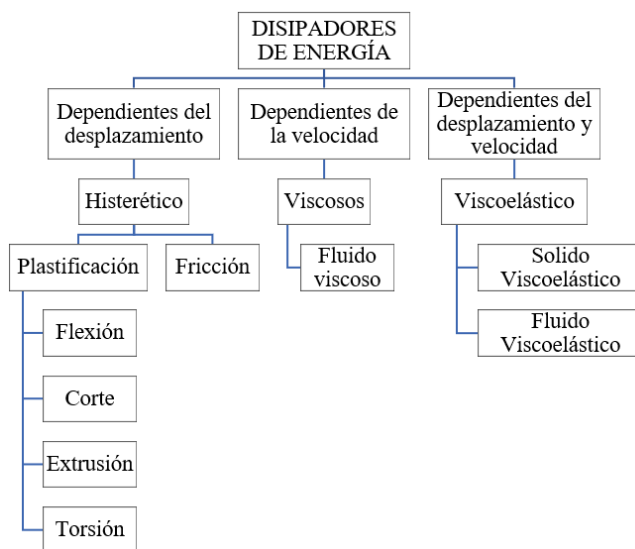 DISIPADORES
DE ENERGÍA
Dependientes del
desplazamiento
Dependientes de
la velocidad
Dependientes del
desplazamiento y
velocidad
Histerético
Viscosos
Viscoelástico
Plastificación
Fricción
Fluido
viscoso
Solido
Viscoelástico
Flexión
Fluido
Viscoelástico
Corte
Extrusión
Torsión